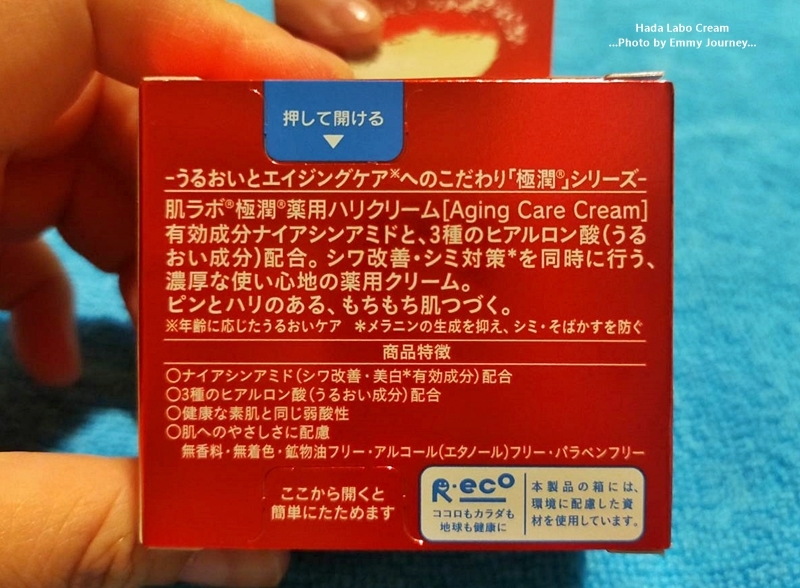 Hada Labo Cream
...Photo by Emmy Journey...
押して開ける
-うるおいとエイジングケア※へのこだわり「極潤®」シリーズ-
肌ラボ®極潤®薬用ハリクリーム[Aging Care Cream]
有効成分ナイアシンアミドと、3種のヒアルロン酸(うる
おい成分)配合。シワ改善・シミ対策*を同時に行う、
濃厚な使い心地の薬用クリーム。
ピンとハリのある、もちもち肌つづく。
※年齢に応じたうるおいケア *メラニンの生成を抑え、シミ・そばかすを防ぐ
商品特徴
○ナイアシンアミド(シワ改善・美白*有効成分)配合
○3種のヒアルロン酸(うるおい成分)配合
○健康な素肌と同じ弱酸性
○肌へのやさしさに配慮
無香料・無着色・鉱物油フリー・アルコール(エタノール)フリー・パラベンフリー
ここから開くと
簡単にたためます
R・eco
ココロもカラダも
地球も健康に
本製品の箱には、
環境に配慮した資
材を使用しています。